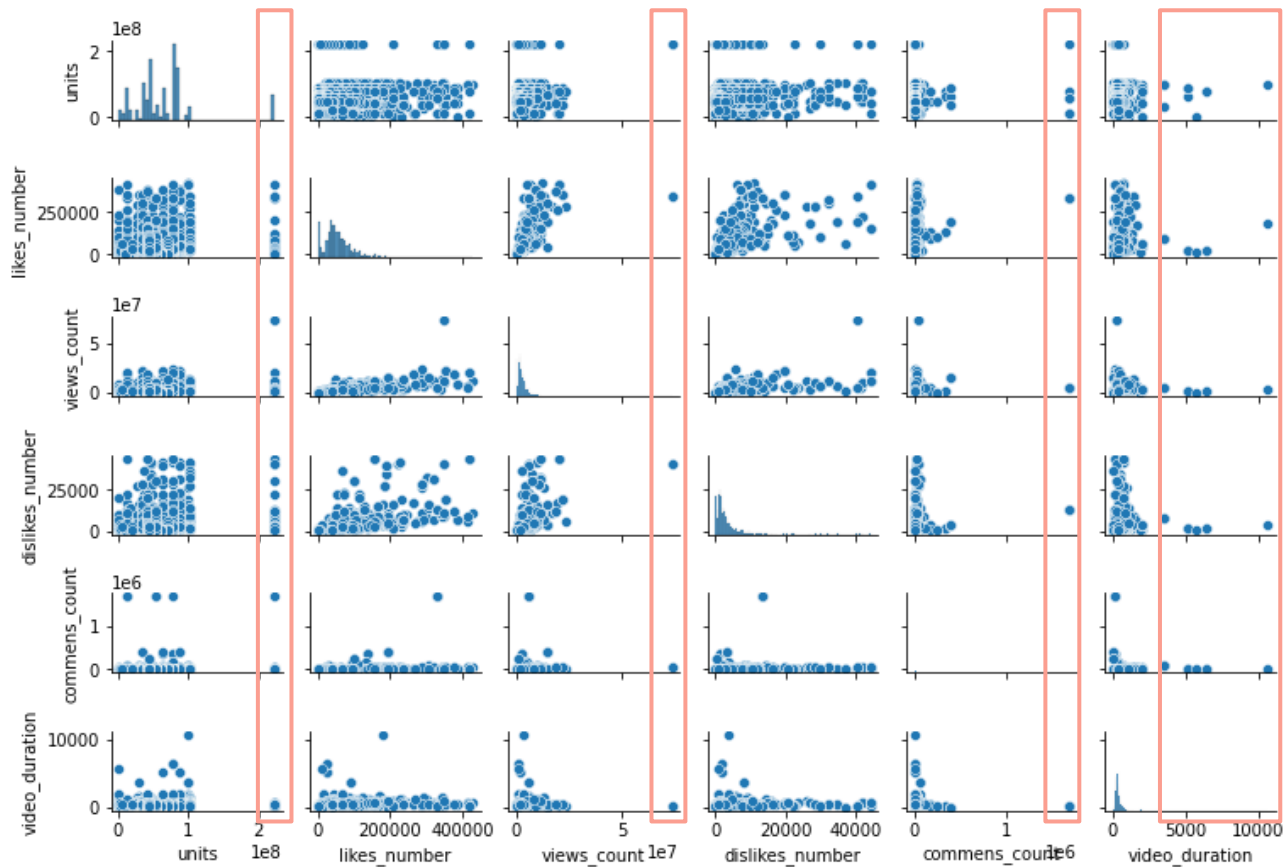 1e8
units
2
1
0
likes_number
250000
0
1e7
views_count
5
0
dislikes_number
25000
0
1e6
commens_count
1
0
video_duration
10000
0
0 1 2 0 200000 400000 0 5 0 20000 40000 0 1 0 5000 10000
units 1e8 likes_number views_count 1e7 dislikes_number commens_count 1e6 video_duration